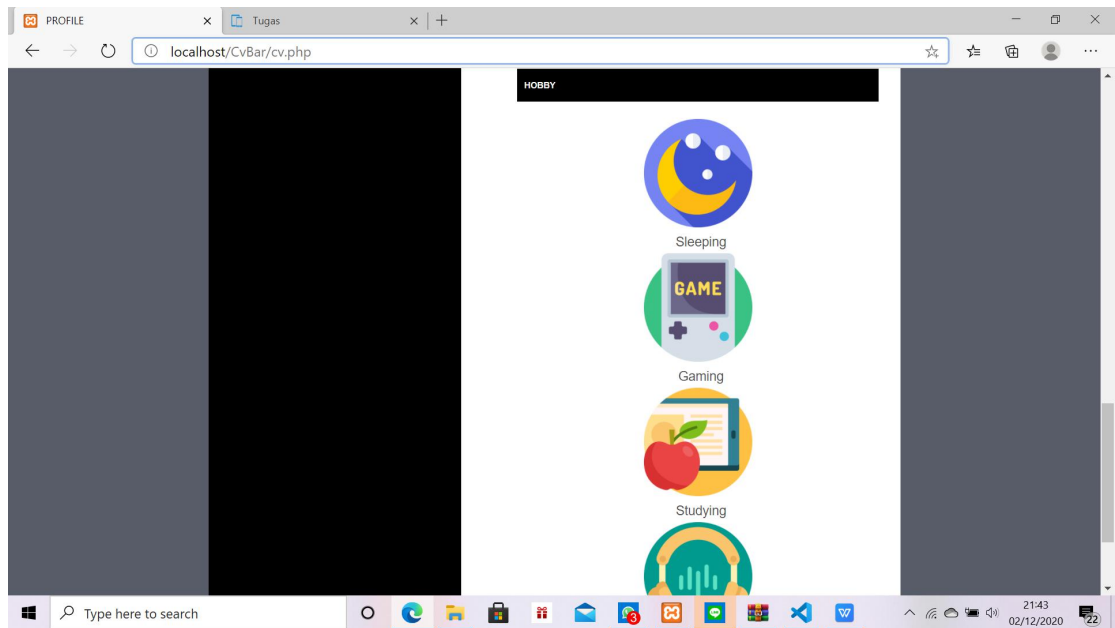 PROFILE
Tugas
localhost/CvBar/cv.php
HOBBY
Sleeping
GAME
Gaming
Studying
Type here to search
3
W
21:43
02/12/2020
22